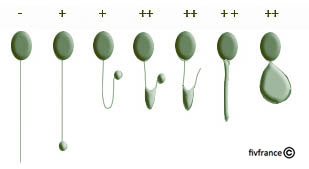 - + + ++ ++ ++ ++
fivfrance ©